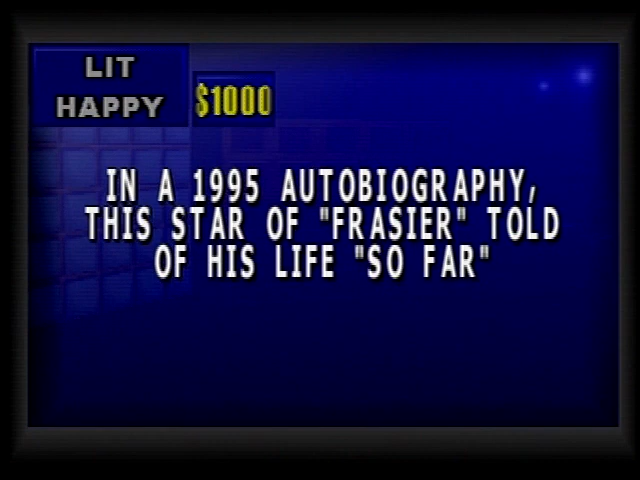 LIT
HAPPY
$1000
IN A 1995 AUTOBIOGRAPHY,
THIS STAR OF "FRASIER" TOLD
OF HIS LIFE "SO FAR"